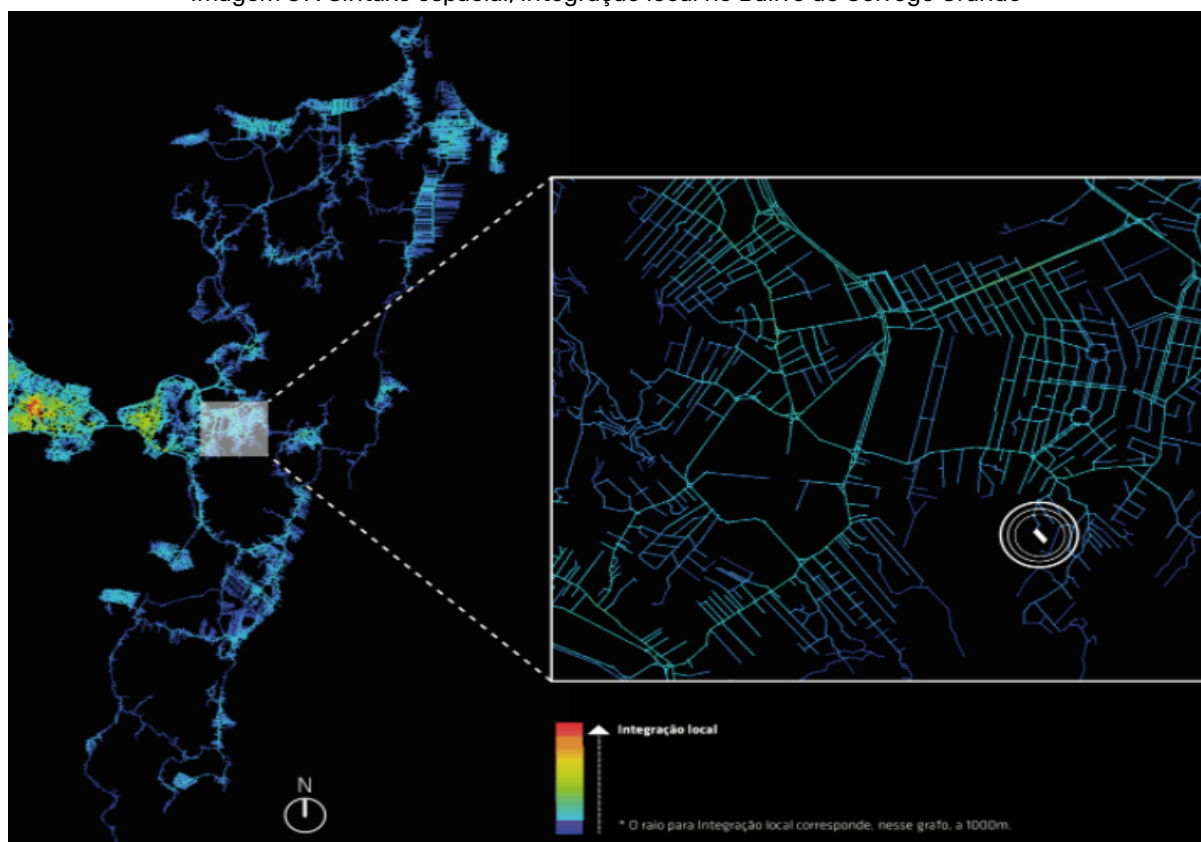 N
Integração local
* O raio para Integração local corresponde, nesse grafo, a 1000m.